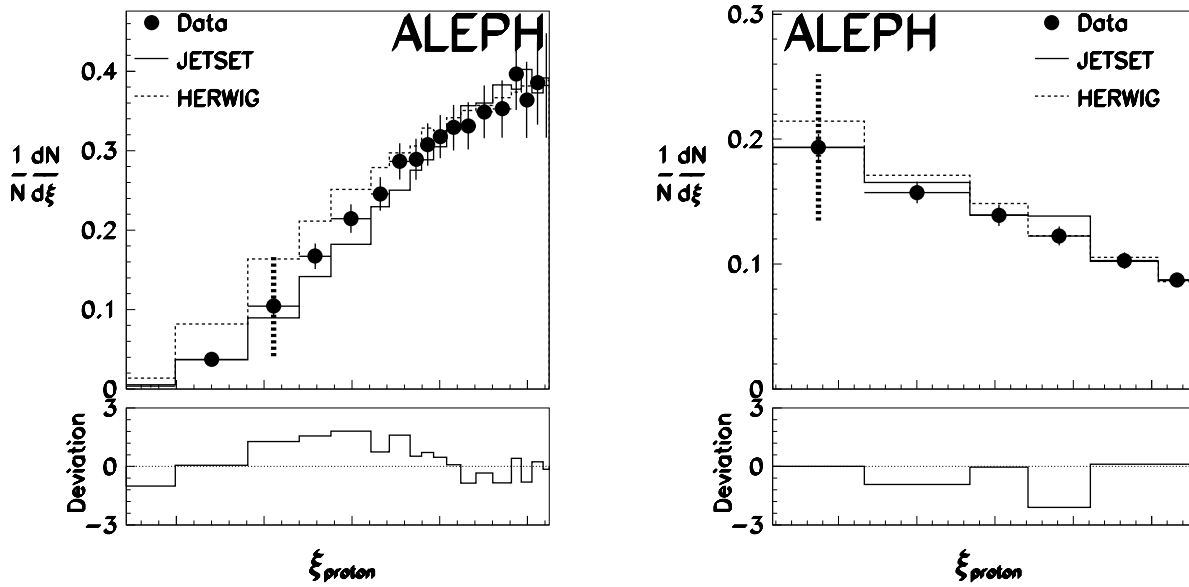 ALEPH
Data
JETSET
HERWIG
0.4
0.3
0.2
0.1
0
1 dN
N dξ
3
0
−3
Deviation
ξproton
0.3
ALEPH
Data
JETSET
HERWIG
0.2
0.1
0
1 dN
N dξ
3
0
−3
Deviation
ξproton